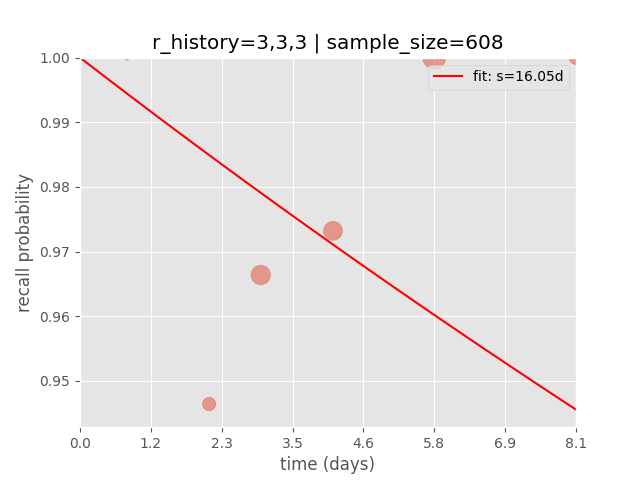 r_history=3,3,3 | sample_size=608
fit: s=16.05d
1.00
0.99
0.98
0.97
0.96
0.95
recall probability
0.0 1.2 2.3 3.5 4.6 5.8 6.9 8.1
time (days)